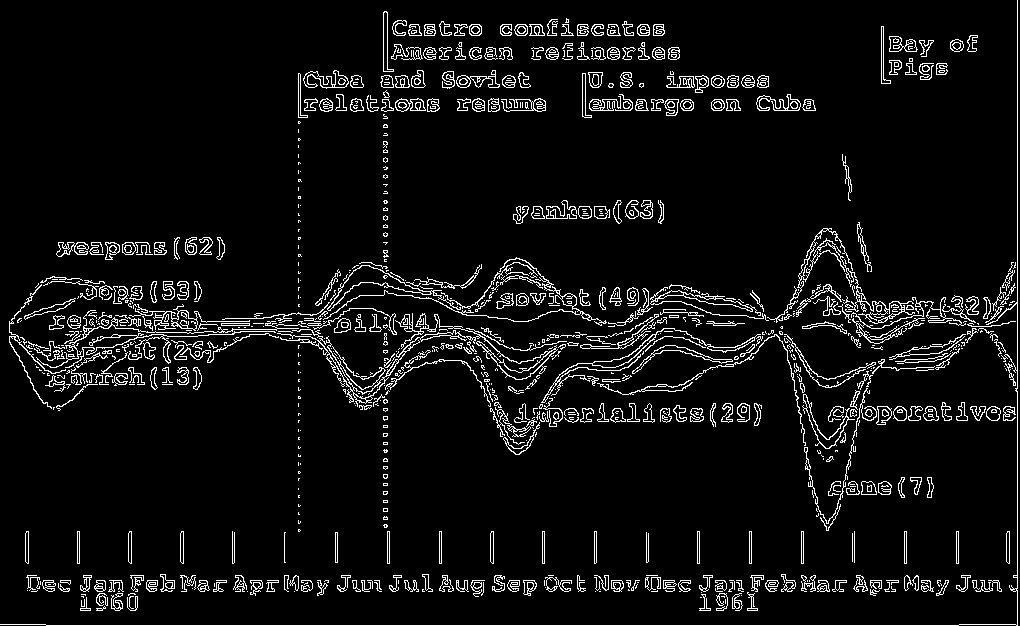 Castro confiscates
American refineries
Bay of
Pigs
Cuba and Soviet
relations resume
U.S. imposes
embargo on Cuba
yankee(63)
weapons(62)
oops(53)
soviet(49)
kennedy(32)
reform(48)
oil(44)
harvest(26)
church(13)
imperialists(29)
cooperatives
cane(7)
Dec Jan Feb Mar Apr May Jun Jul Aug Sep Oct Nov Dec Jan Feb Mar Apr May Jun J
1960 1961